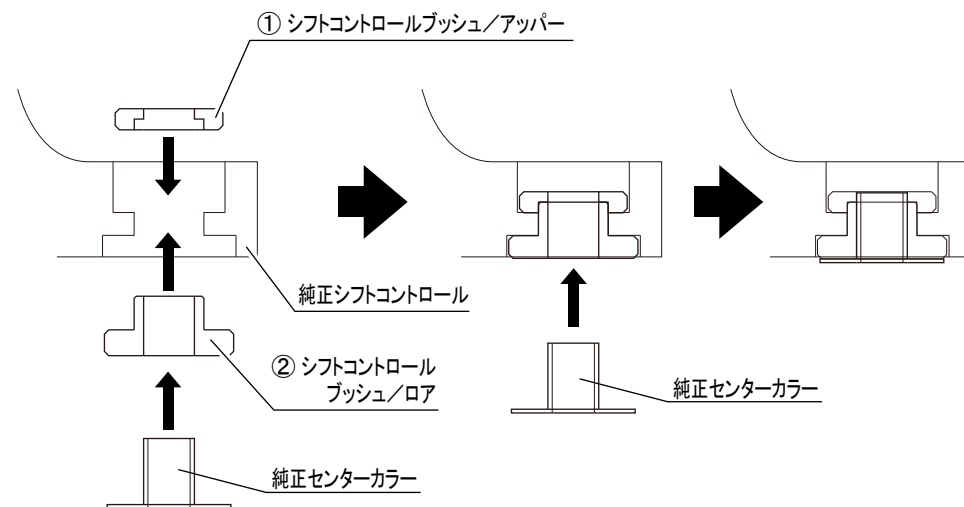 ① シフトコントロールブッシュ／アッパー
純正シフトコントロール
② シフトコントロール
ブッシュ／ロア
純正センターカラー
純正センターカラー